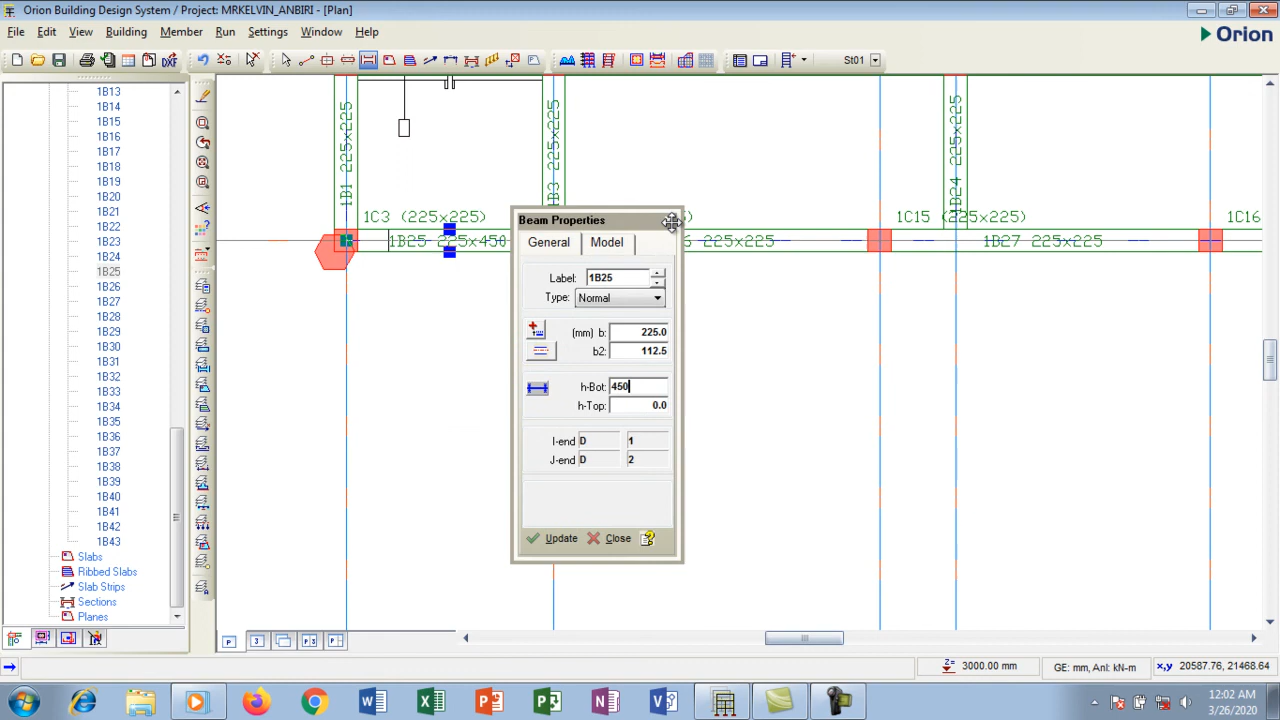 Orion Building Design System / Project: MRKELVIN_ANBIRI - [Plan]
File Edit View Building Member Run Settings Window Help
Orion
DXF
St01
1B13
1B14
1B15
1B16
1B17
1B18
1B19
1B20
1B21
1B22
1B23
1B24
1B25
1B26
1B27
1B28
1B29
1B30
1B31
1B32
1B33
1B34
1B35
1B36
1B37
1B38
1B39
1B40
1B41
1B42
1B43
Slabs
Ribbed Slabs
Slab Strips
Sections
Planes
1B1 225x225
1B3 225x225
1B24 225x225
1C3 (225x225)
1C15 (225x225)
1C16
1B25 225x450
225x225
1B27 225x225
Beam Properties
General Model
Label: 1B25
Type: Normal
(mm) b: 225.0
b2: 112.5
h-Bot: 450
h-Top: 0.0
I-end D 1
J-end D 2
Update Close
Z= 3000.00 mm
GE: mm, Anl: kN-m
x,y 20587.76, 21468.64
12:02 AM
3/26/2020